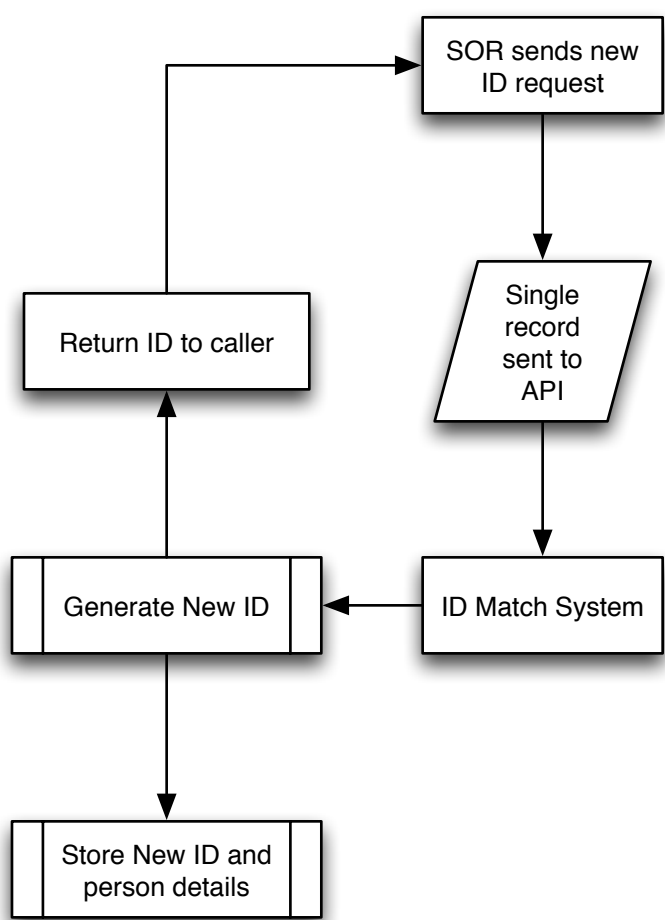 SOR sends new
ID request
Single
record
sent to
API
Return ID to caller
Generate New ID
ID Match System
Store New ID and
person details